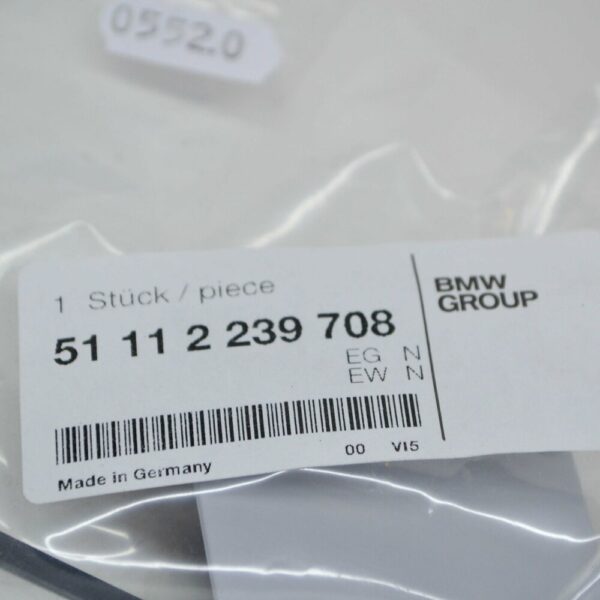 05520
1 Stück / piece
51 11 2 239 708
EG N
EW N
BMW
GROUP
00 VI5
Made in Germany